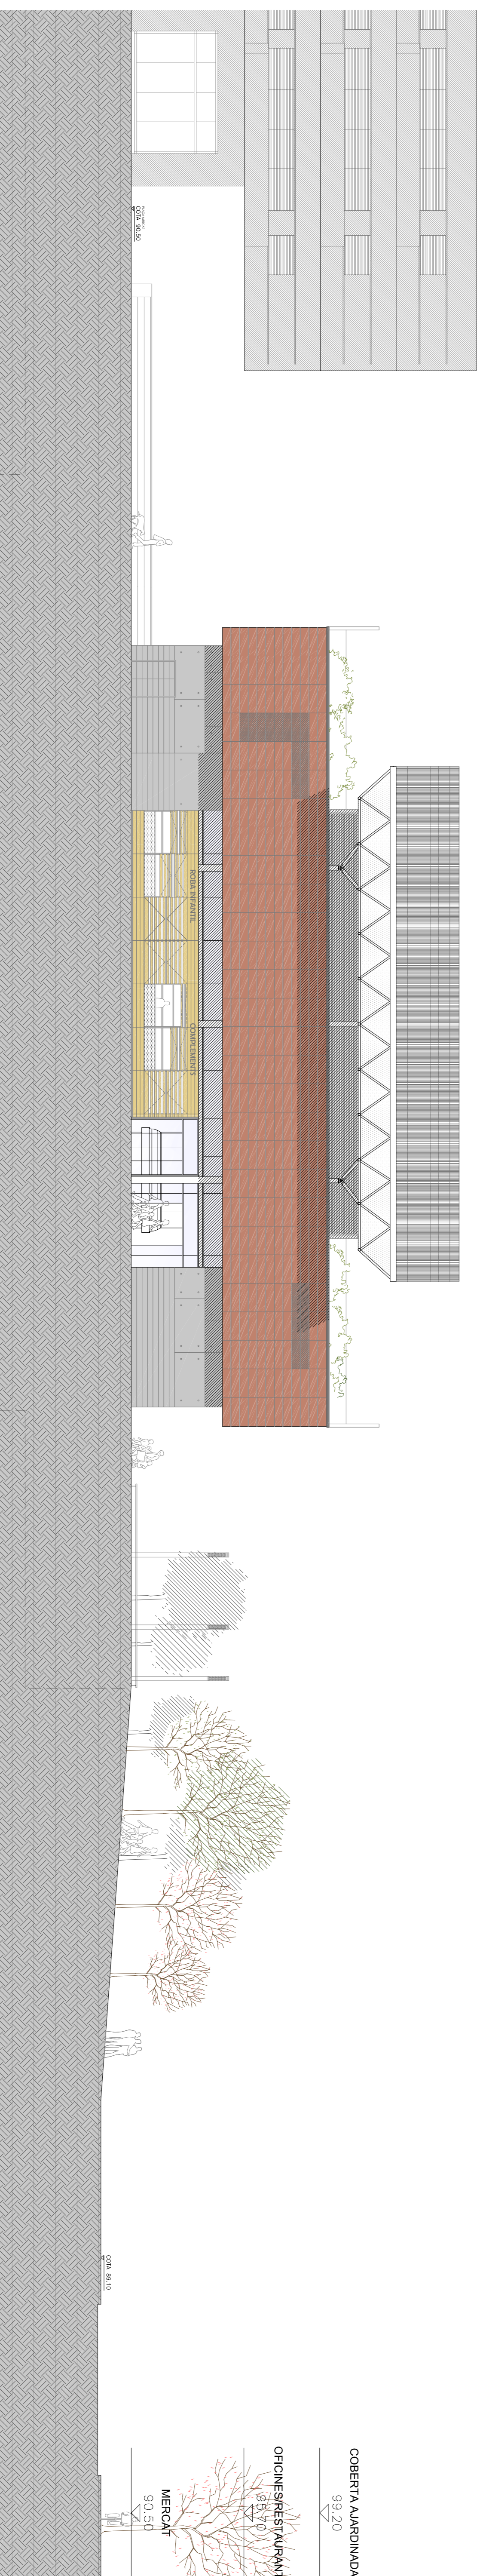 COTA 90.50
ROBA INFANTIL
COMPLEMENTS
COTA 89.10
COBERTA AJARDINADA
99.20
OFICINES/RESTAURANT
95.70
MERCAT
90.50